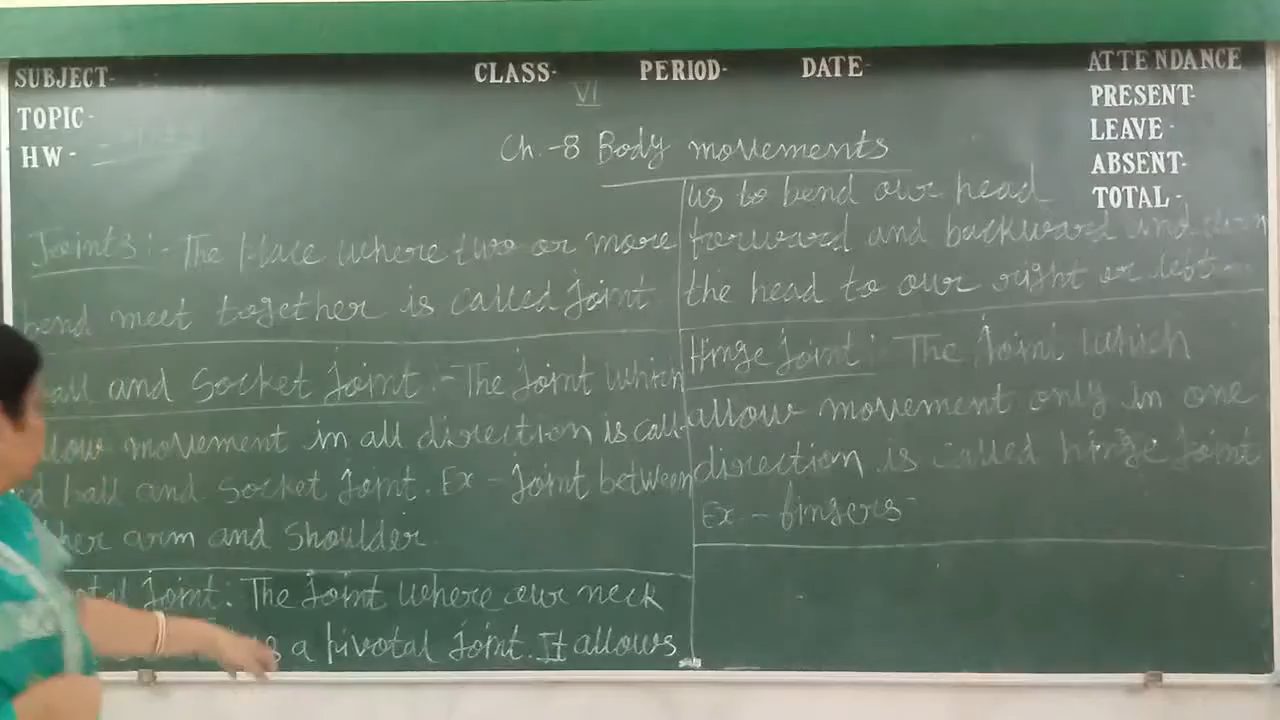 SUBJECT- CLASS- PERIOD- DATE- ATTENDANCE
VI
TOPIC- PRESENT-
HW- LEAVE-
ABSENT-
TOTAL-
Ch.-8 Body movements
Joints:- The place where two or more
bend meet together is called joint
ball and Socket joint:- The joint which
allow movement in all direction is call-
ed ball and socket joint. Ex - joint between
arm and shoulder.
joint: The joint where our neck
a pivotal joint. It allows
us to bend our head
forward and backward and turn
the head to our right or left-
Hinge joint: The joint which
allow movement only in one
direction is called hinge joint
Ex. - fingers